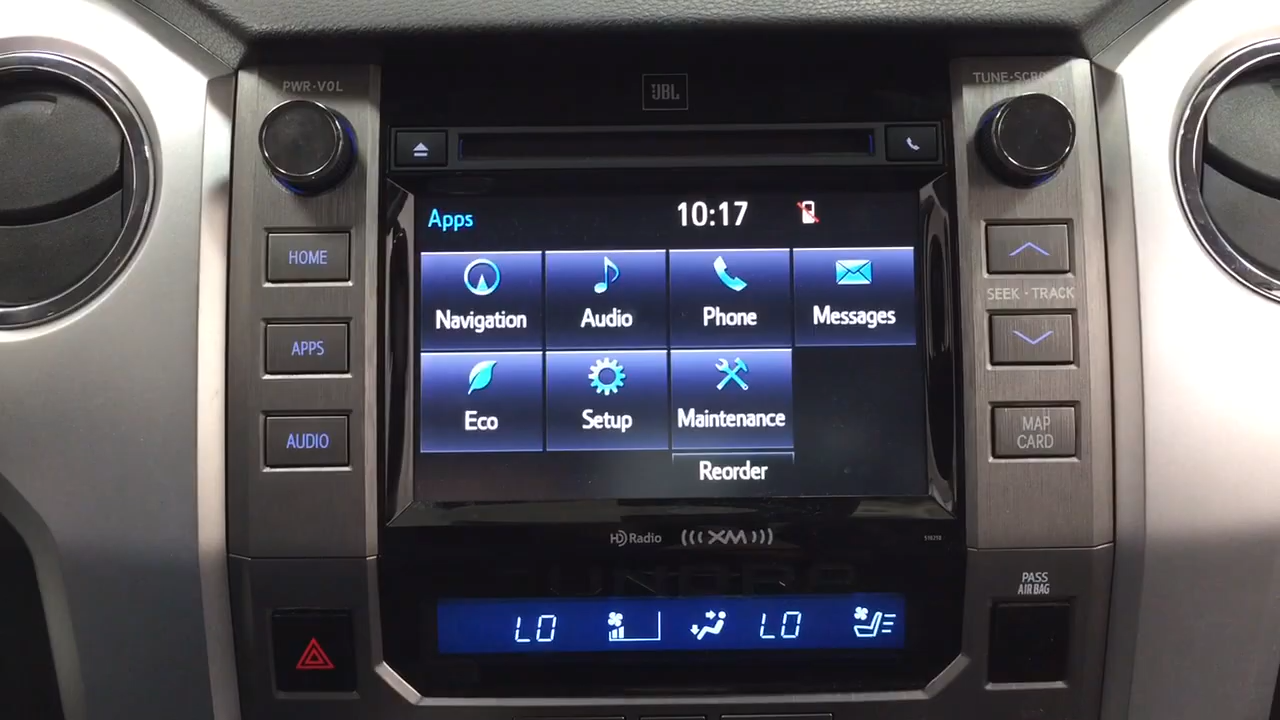 PWR·VOL
JBL
TUNE·SCROLL
HOME
APPS
AUDIO
Apps
10:17
Navigation
Audio
Phone
Messages
Eco
Setup
Maintenance
Reorder
SEEK · TRACK
MAP
CARD
HD Radio
(((XM)))
TUNDRA
LO
LO
PASS
AIR BAG